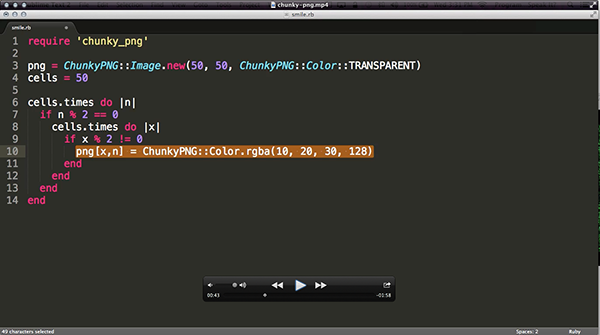 chunky-png.mp4
smile.rb
smile.rb
1 require 'chunky_png'
2
3 png = ChunkyPNG::Image.new(50, 50, ChunkyPNG::Color::TRANSPARENT)
4 cells = 50
5
6 cells.times do |n|
7 if n % 2 == 0
8 cells.times do |x|
9 if x % 2 != 0
10 png[x,n] = ChunkyPNG::Color.rgba(10, 20, 30, 128)
11 end
12 end
13 end
14 end
00:43 -01:58
49 characters selected Spaces: 2 Ruby